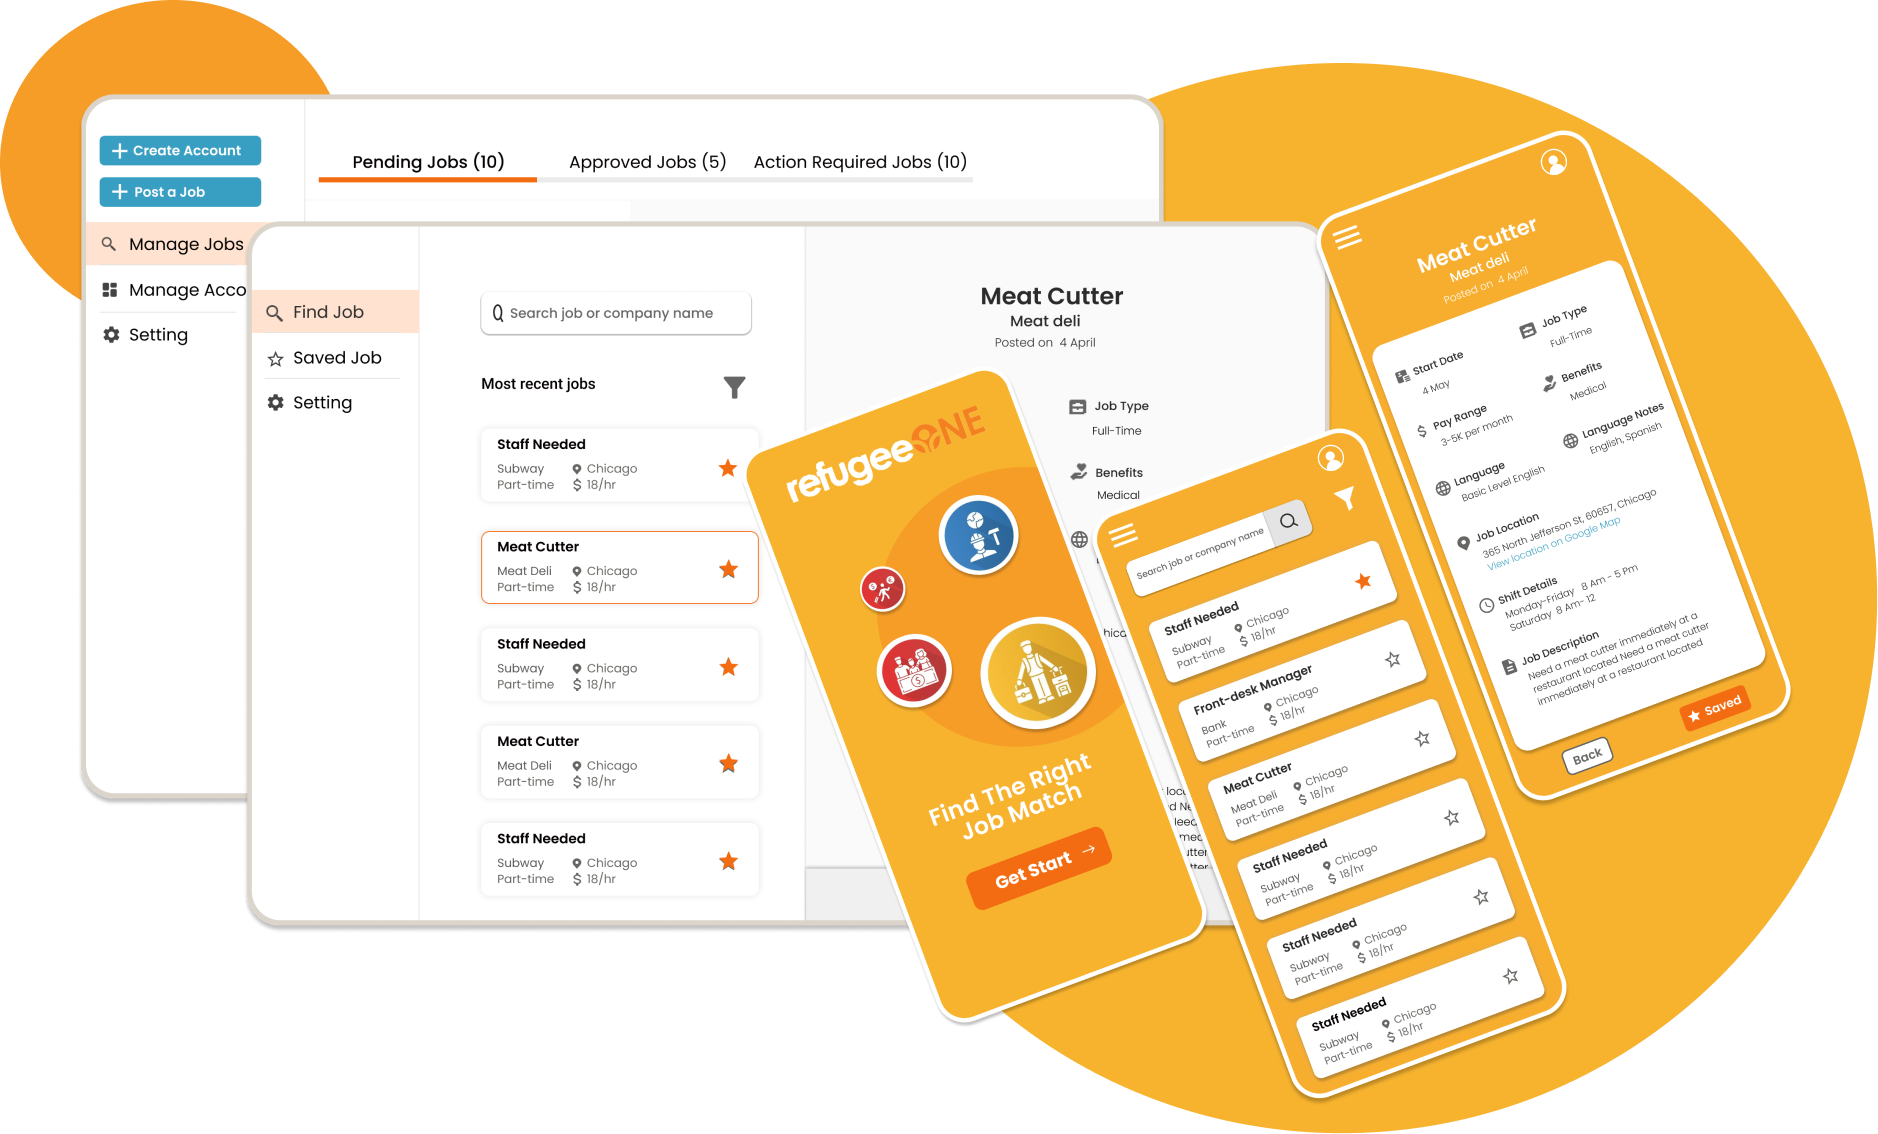 Create Account
Post a Job
Manage Jobs
Manage Acco
Setting
Pending Jobs (10)
Approved Jobs (5)
Action Required Jobs (10)
Find Job
Saved Job
Setting
Search job or company name
Most recent jobs
Staff Needed
Subway Chicago
Part-time $ 18/hr
Meat Cutter
Meat Deli Chicago
Part-time $ 18/hr
Staff Needed
Subway Chicago
Part-time $ 18/hr
Meat Cutter
Meat Deli Chicago
Part-time $ 18/hr
Staff Needed
Subway Chicago
Part-time $ 18/hr
Meat Cutter
Meat deli
Posted on 4 April
Job Type
Full-Time
Benefits
Medical
refugeeONE
Find The Right
Job Match
Get Start
Search job or company name
Staff Needed
Subway Chicago
Part-time $ 18/hr
Front-desk Manager
Bank Chicago
Part-time $ 18/hr
Meat Cutter
Meat Deli Chicago
Part-time $ 18/hr
Staff Needed
Subway Chicago
Part-time $ 18/hr
Staff Needed
Subway Chicago
Part-time $ 18/hr
Staff Needed
Subway Chicago
Part-time $ 18/hr
Meat Cutter
Meat deli
Posted on 4 April
Start Date
4 May
Job Type
Full-Time
Pay Range
3-5K per month
Benefits
Medical
Language
Basic Level English
Language Notes
English, Spanish
Job Location
365 North Jefferson St, 60657, Chicago
View location on Google Map
Shift Details
Monday-Friday 8 Am - 5 Pm
Saturday 8 Am- 12
Job Description
Need a meat cutter immediately at a
restaurant located Need a meat cutter
immediately at a restaurant located
Back
Saved